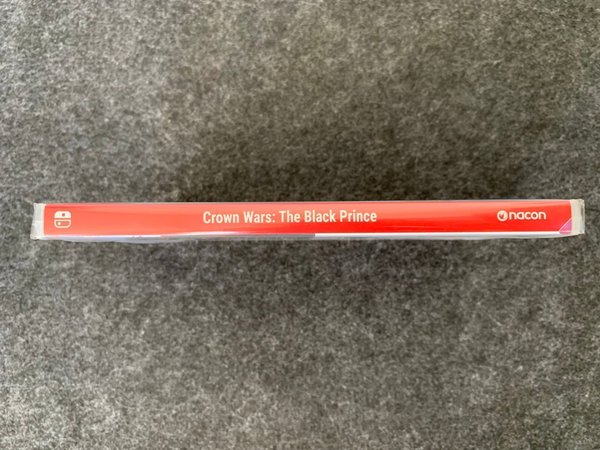 Crown Wars: The Black Prince
nacon